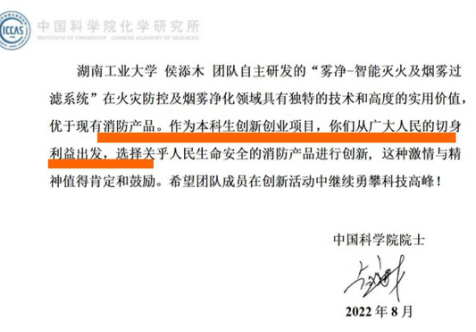 ICCAS
中国科学院化学研究所
INSTITUTE OF CHEMISTRY CHINESE ACADEMY OF SCIENCES
湖南工业大学 侯添木 团队自主研发的“雾净-智能灭火及烟雾过
滤系统”在火灾防控及烟雾净化领域具有独特的技术和高度的实用价值，
优于现有消防产品。作为本科生创新创业项目，你们从广大人民的切身
利益出发，选择关乎人民生命安全的消防产品进行创新，这种激情与精
神值得肯定和鼓励。希望团队成员在创新活动中继续勇攀科技高峰！
中国科学院院士
2022 年 8 月